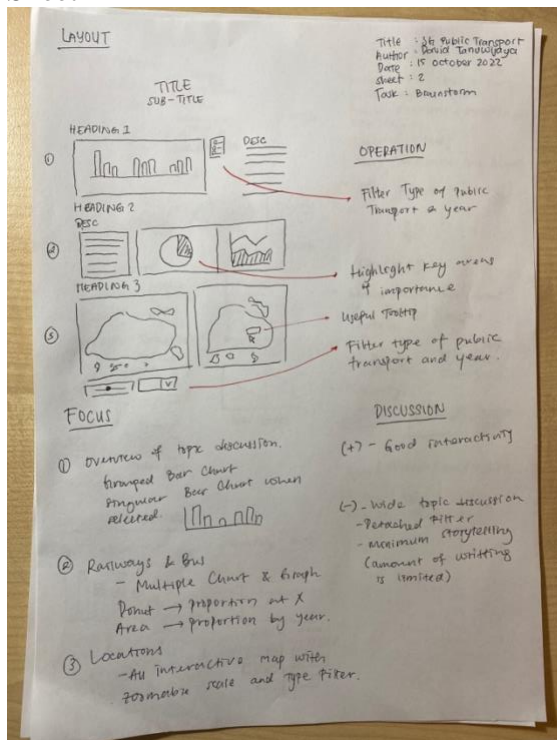 LAYOUT
Title : SG Public Transport
Author : David Tanuwijaya
Date : 15 October 2022
Sheet : 2
Task : Brainstorm
TITLE
SUB-TITLE
HEADING 1
①
DESC
HEADING 2
②
DESC
HEADING 3
③
OPERATION
Filter Type of Public
Transport & year
Highlight key areas
of importance
Useful Tooltip
Filter type of public
transport and year.
FOCUS
① Overview of topic discussion.
Grouped Bar Chart
Singular Bar Chart when
selected.
② Railways & Bus
- Multiple Chart & Graph
Donut → proportion at X
Area → proportion by year.
③ Locations
- All interactive map with
zoomable scale and type filter.
DISCUSSION
(+) - Good interactivity
(-) - Wide topic discussion
- Detached Filter
- Minimum storytelling
(amount of writting
is limited)